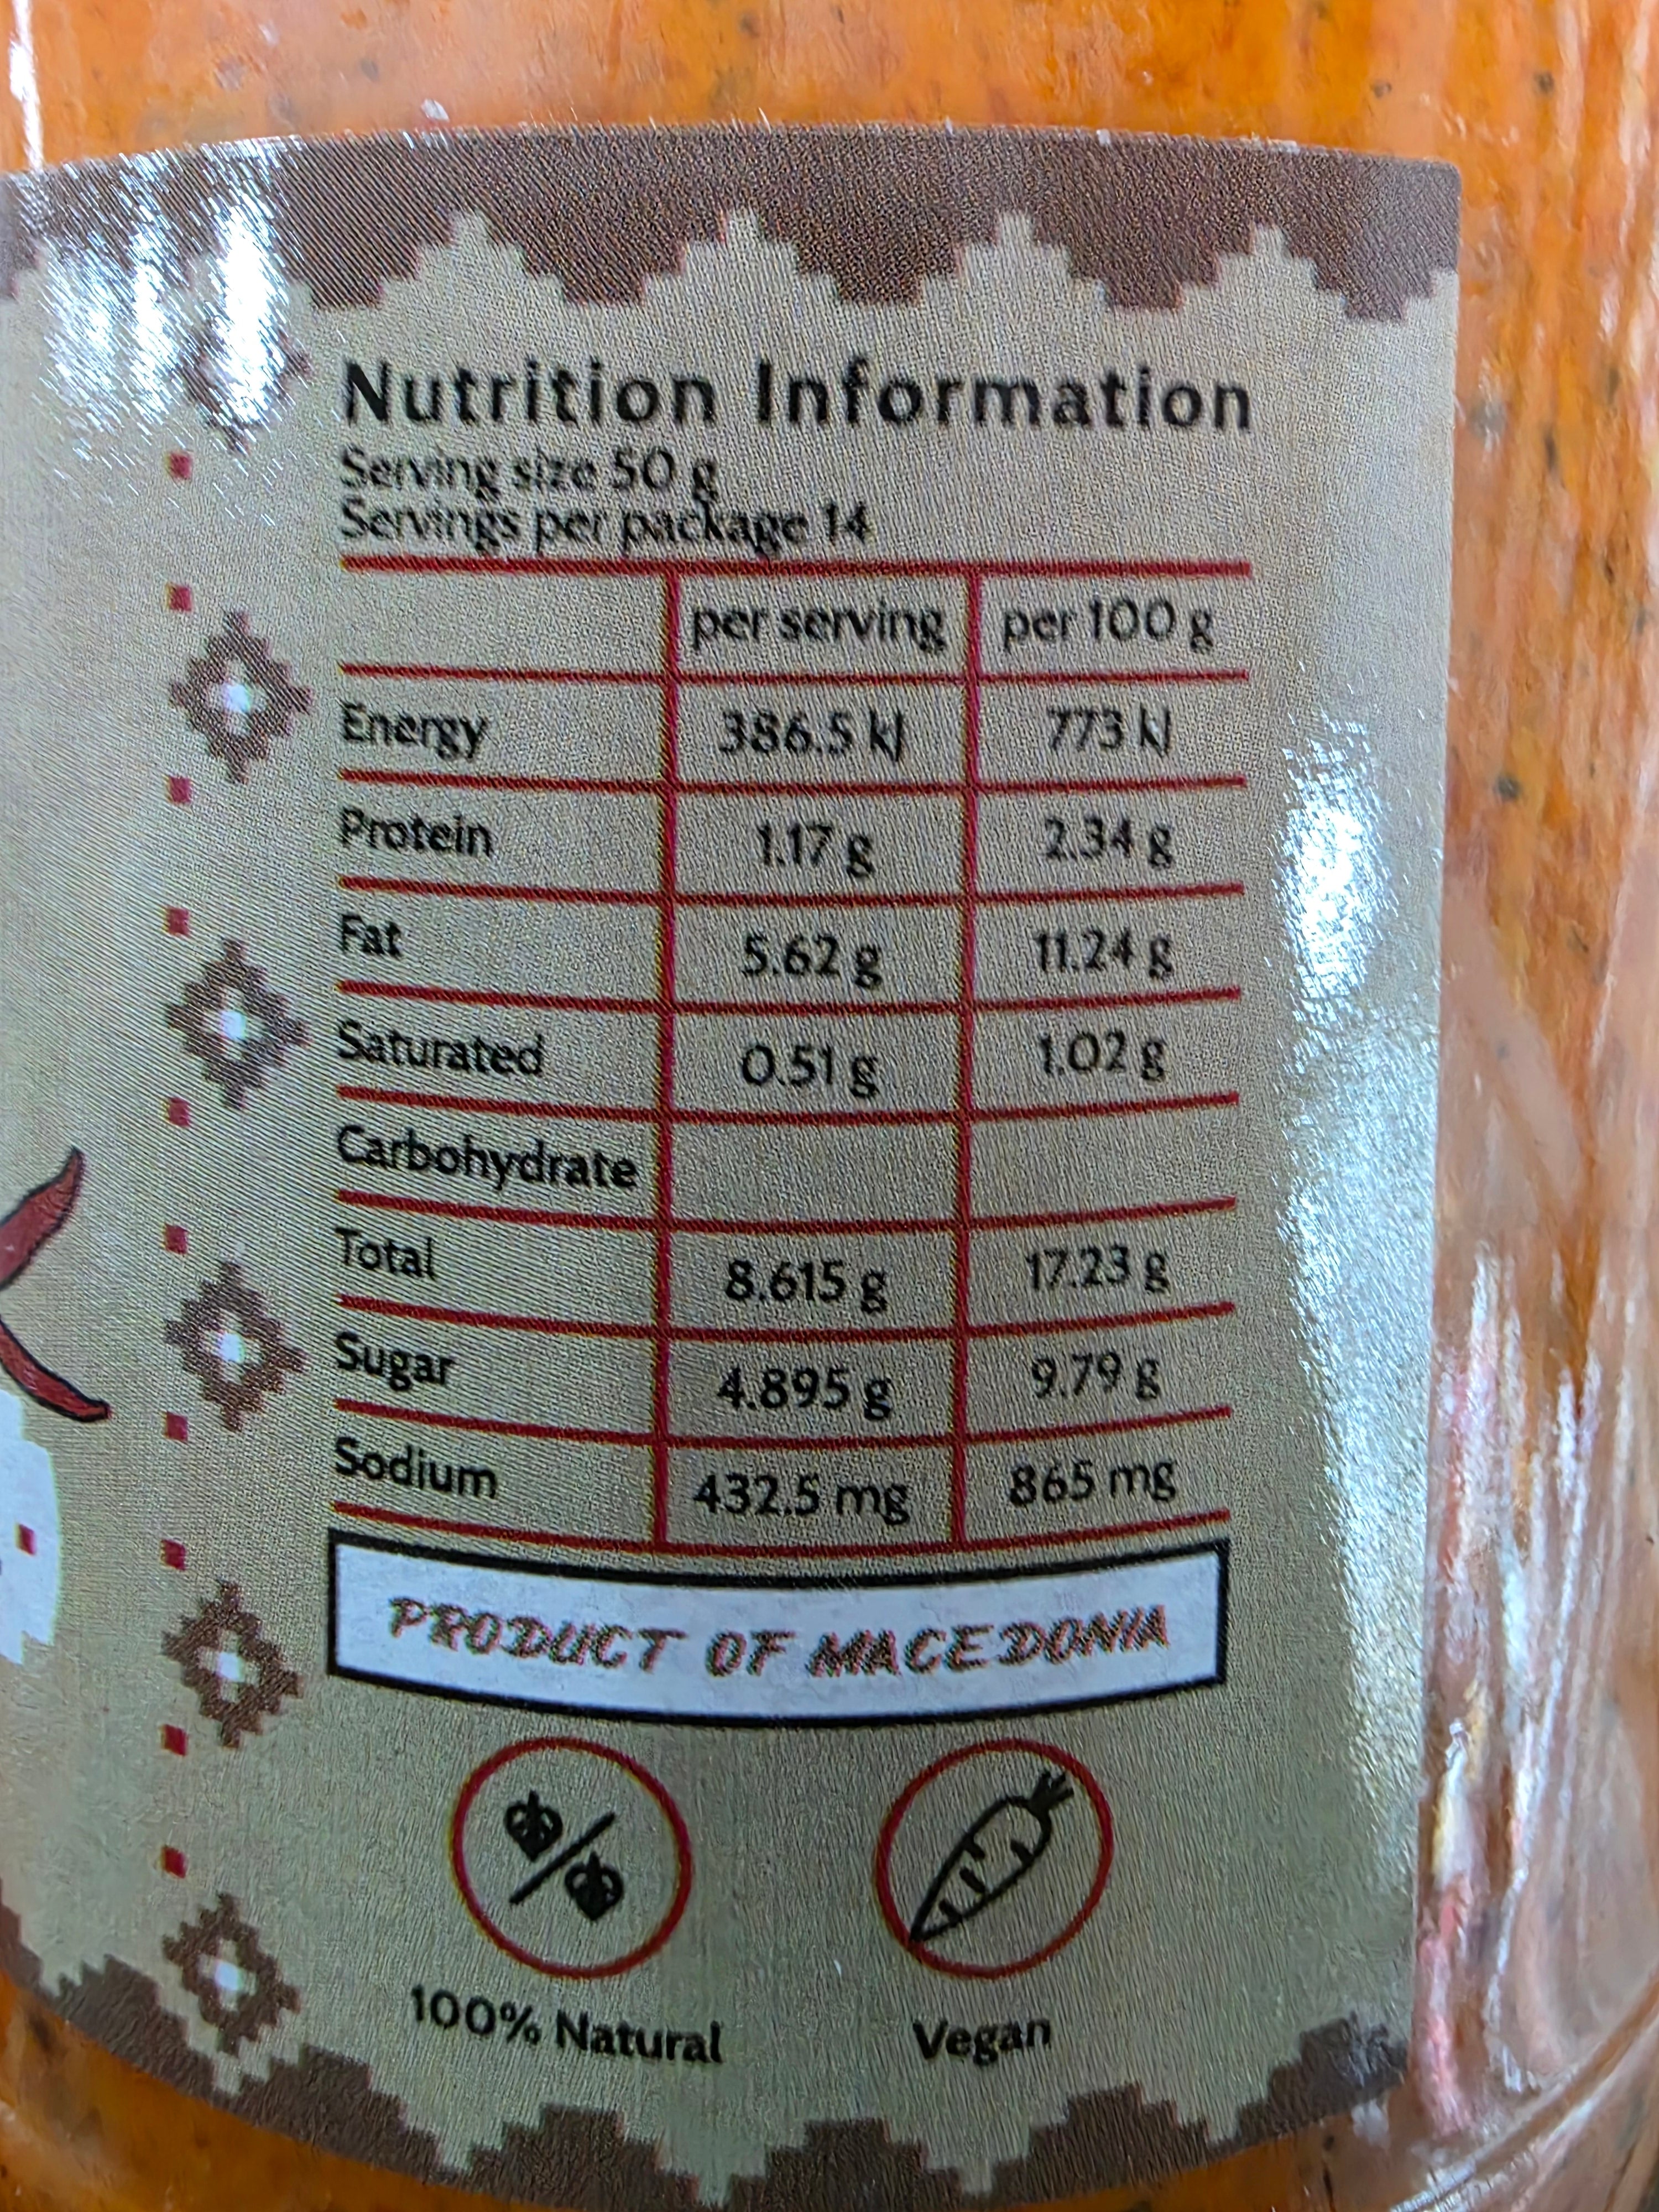 Nutrition Information
Serving size 50 g
Servings per package 14
per serving per 100 g
Energy 386.5 kJ 773 kJ
Protein 1.17 g 2.34 g
Fat 5.62 g 11.24 g
Saturated 0.51 g 1.02 g
Carbohydrate
Total 8.615 g 17.23 g
Sugar 4.895 g 9.79 g
Sodium 432.5 mg 865 mg
PRODUCT OF MACEDONIA
100% Natural Vegan